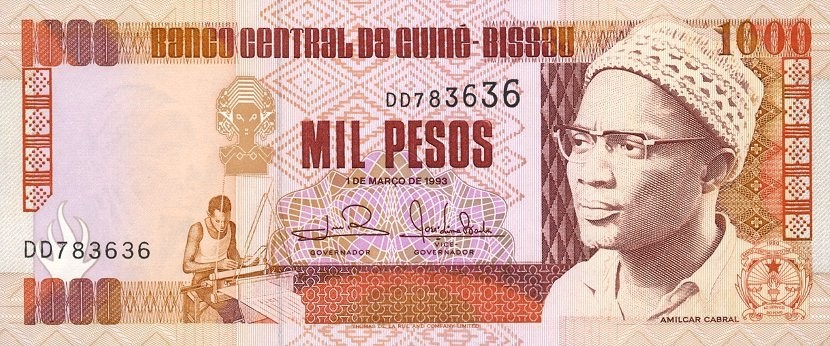 1000 BANCO CENTRAL DA GUINÉ-BISSAU 1000
DD783636
MIL PESOS
1 DE MARÇO DE 1993
DD783636
GOVERNADOR
VICE-
GOVERNADOR
1000
AMILCAR CABRAL
THOMAS DE LA RUE AND COMPANY LIMITED